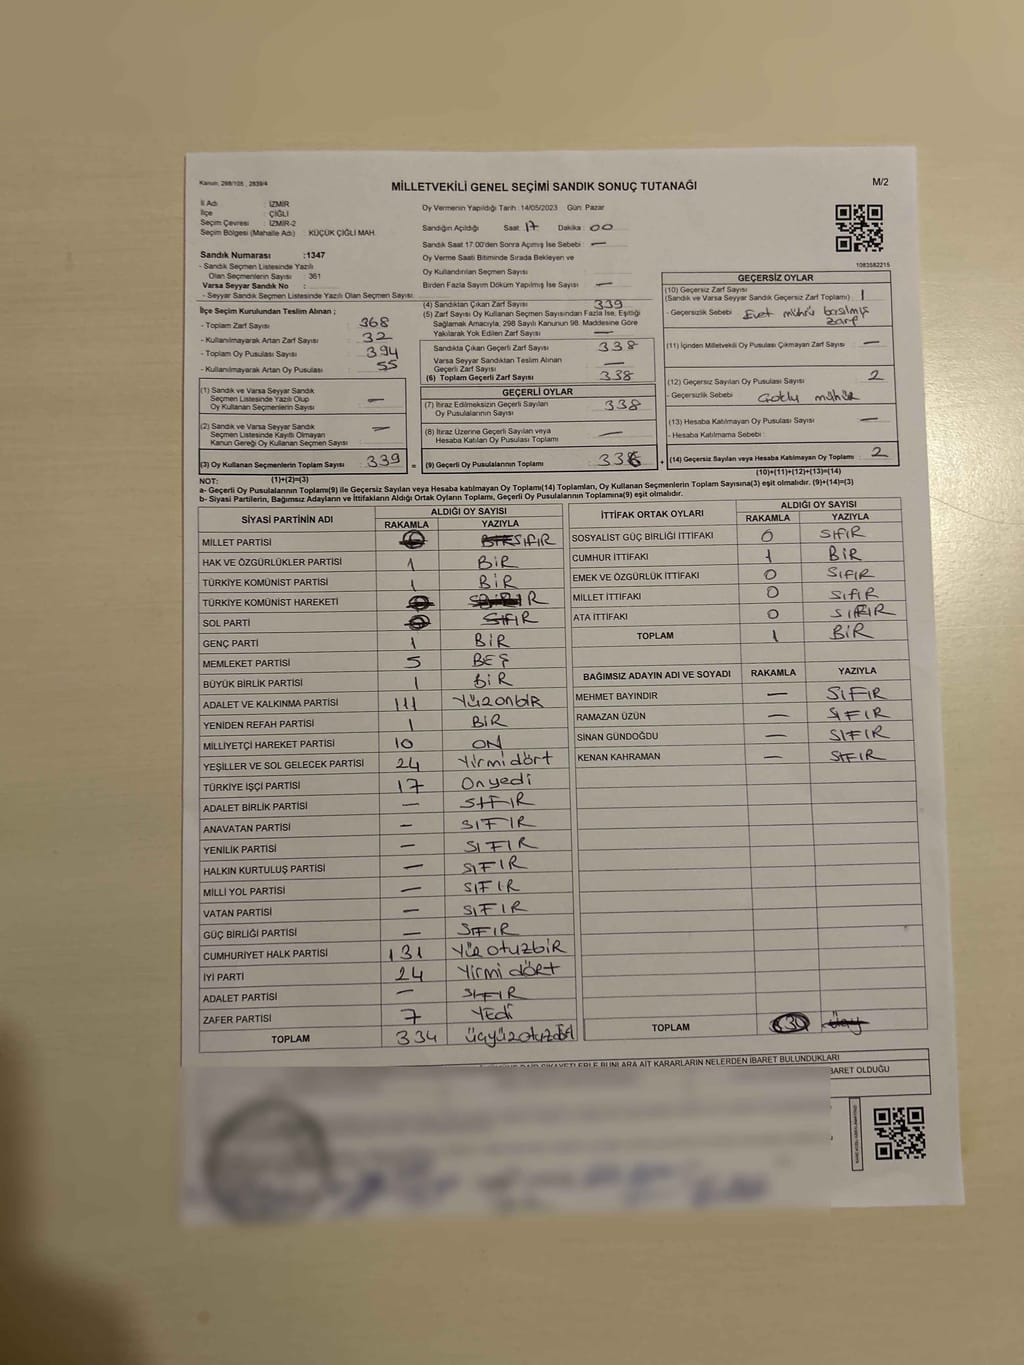 Kanun: 298/105 , 2839/4
MİLLETVEKİLİ GENEL SEÇİMİ SANDIK SONUÇ TUTANAĞI
M/2
İl Adı : İZMİR
İlçe : ÇİĞLİ
Seçim Çevresi : İZMİR-2
Seçim Bölgesi (Mahalle Adı) : KÜÇÜK ÇİĞLİ MAH.
Oy Vermenin Yapıldığı Tarih : 14/05/2023 Gün: Pazar
Sandığın Açıldığı Saat : 17 Dakika : 00
Sandık Saat 17:00'den Sonra Açımış İse Sebebi : —
Oy Verme Saati Bitiminde Sırada Bekleyen ve
Oy Kullandırılan Seçmen Sayısı
Birden Fazla Sayım Döküm Yapılmış İse Sayısı —
1083582215
Sandık Numarası :1347
- Sandık Seçmen Listesinde Yazılı
Olan Seçmenlerin Sayısı : 361
Varsa Seyyar Sandık No :
- Seyyar Sandık Seçmen Listesinde Yazılı Olan Seçmen Sayısı:
İlçe Seçim Kurulundan Teslim Alınan ;
- Toplam Zarf Sayısı 368
- Kullanılmayarak Artan Zarf Sayısı 32
- Toplam Oy Pusulası Sayısı 394
- Kullanılmayarak Artan Oy Pusulası 55
(1) Sandık ve Varsa Seyyar Sandık
Seçmen Listesinde Yazılı Olup
Oy Kullanan Seçmenlerin Sayısı —
(2) Sandık ve Varsa Seyyar Sandık
Seçmen Listesinde Kayıtlı Olmayan
Kanun Gereği Oy Kullanan Seçmen Sayısı —
(3) Oy Kullanan Seçmenlerin Toplam Sayısı 339
(4) Sandıktan Çıkan Zarf Sayısı 339
(5) Zarf Sayısı Oy Kullanan Seçmen Sayısından Fazla İse, Eşitliği
Sağlamak Amacıyla, 298 Sayılı Kanunun 98. Maddesine Göre
Yakılarak Yok Edilen Zarf Sayısı —
Sandıkta Çıkan Geçerli Zarf Sayısı 338
Varsa Seyyar Sandıktan Teslim Alınan
Geçerli Zarf Sayısı —
(6) Toplam Geçerli Zarf Sayısı 338
GEÇERLİ OYLAR
(7) İtiraz Edilmeksizin Geçerli Sayılan
Oy Pusulalarının Sayısı 338
(8) İtiraz Üzerine Geçerli Sayılan veya
Hesaba Katılan Oy Pusulası Toplamı —
= (9) Geçerli Oy Pusulalarının Toplamı
GEÇERSİZ OYLAR
(10) Geçersiz Zarf Sayısı
(Sandık ve Varsa Seyyar Sandık Geçersiz Zarf Toplamı) 1
- Geçersizlik Sebebi : Evet mührü basılmış
zarf
(11) İçinden Milletvekili Oy Pusulası Çıkmayan Zarf Sayısı —
(12) Geçersiz Sayılan Oy Pusulası Sayısı 2
- Geçersizlik Sebebi :
(13) Hesaba Katılmayan Oy Pusulası Sayısı —
- Hesaba Katılmama Sebebi :
+ (14) Geçersiz Sayılan veya Hesaba Katılmayan Oy Toplamı 2
NOT: (1)+(2)=(3)
(10)+(11)+(12)+(13)=(14)
a- Geçerli Oy Pusulalarının Toplamı(9) ile Geçersiz Sayılan veya Hesaba katılmayan Oy Toplamı(14) Toplamları, Oy Kullanan Seçmenlerin Toplam Sayısına(3) eşit olmalıdır. (9)+(14)=(3)
b- Siyasi Partilerin, Bağımsız Adayların ve İttifakların Aldığı Ortak Oyların Toplamı, Geçerli Oy Pusulalarının Toplamına(9) eşit olmalıdır.
SİYASİ PARTİNİN ADI
ALDIĞI OY SAYISI
RAKAMLA YAZIYLA
MİLLET PARTİSİ SIFIR
HAK VE ÖZGÜRLÜKLER PARTİSİ 1 BİR
TÜRKİYE KOMÜNİST PARTİSİ 1 BİR
TÜRKİYE KOMÜNİST HAREKETİ
SOL PARTİ SIFIR
GENÇ PARTİ 1 BİR
MEMLEKET PARTİSİ 5 BEŞ
BÜYÜK BİRLİK PARTİSİ 1 BİR
ADALET VE KALKINMA PARTİSİ 111 Yüzonbir
YENİDEN REFAH PARTİSİ 1 BİR
MİLLİYETÇİ HAREKET PARTİSİ 10 ON
YEŞİLLER VE SOL GELECEK PARTİSİ 24 Yirmi dört
TÜRKİYE İŞÇİ PARTİSİ 17 Onyedi
ADALET BİRLİK PARTİSİ — SIFIR
ANAVATAN PARTİSİ — SIFIR
YENİLİK PARTİSİ — SIFIR
HALKIN KURTULUŞ PARTİSİ — SIFIR
MİLLİ YOL PARTİSİ — SIFIR
VATAN PARTİSİ — SIFIR
GÜÇ BİRLİĞİ PARTİSİ — SIFIR
CUMHURİYET HALK PARTİSİ 131 Yüzotuzbir
İYİ PARTİ 24 Yirmi dört
ADALET PARTİSİ — SIFIR
ZAFER PARTİSİ 7 Yedi
TOPLAM 334 üçyüzotuzdört
İTTİFAK ORTAK OYLARI
ALDIĞI OY SAYISI
RAKAMLA YAZIYLA
SOSYALİST GÜÇ BİRLİĞİ İTTİFAKI 0 SIFIR
CUMHUR İTTİFAKI 1 BİR
EMEK VE ÖZGÜRLÜK İTTİFAKI 0 SIFIR
MİLLET İTTİFAKI 0 SIFIR
ATA İTTİFAKI 0 SIFIR
TOPLAM 1 BİR
BAĞIMSIZ ADAYIN ADI VE SOYADI RAKAMLA YAZIYLA
MEHMET BAYINDIR — SIFIR
RAMAZAN ÜZÜN — SIFIR
SİNAN GÜNDOĞDU — SIFIR
KENAN KAHRAMAN — SIFIR
TOPLAM
BUNLARA AİT KARARLARIN NELERDEN İBARET BULUNDUKLARI
BARET OLDUĞU